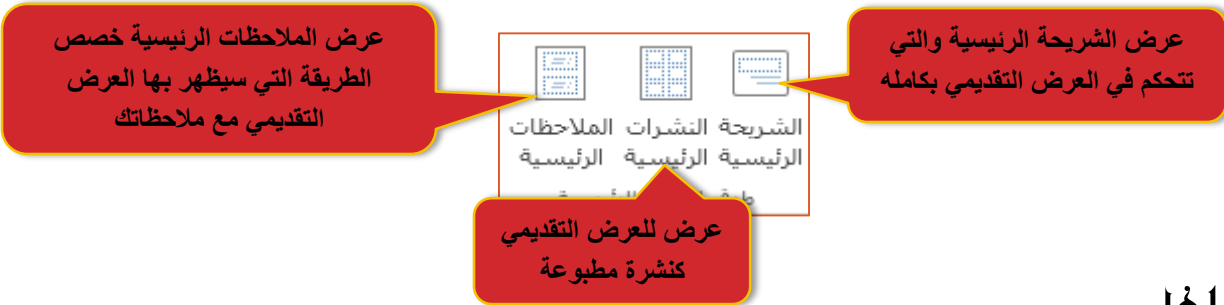 عرض الشريحة الرئيسية والتي
تتحكم في العرض التقديمي بكامله
عرض الملاحظات الرئيسية خصص
الطريقة التي سيظهر بها العرض
التقديمي مع ملاحظاتك
الشريحة النشرات الملاحظات
الرئيسية الرئيسية الرئيسية
عرض للعرض التقديمي
كنشرة مطبوعة